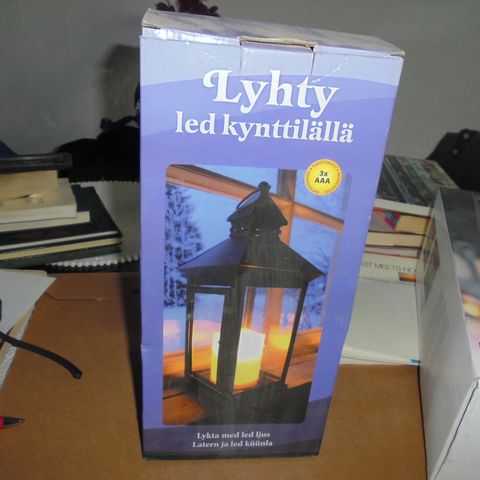 Lyhty
led kynttilällä
3x
AAA
Lykta med led ljus
Latern ja led küünla